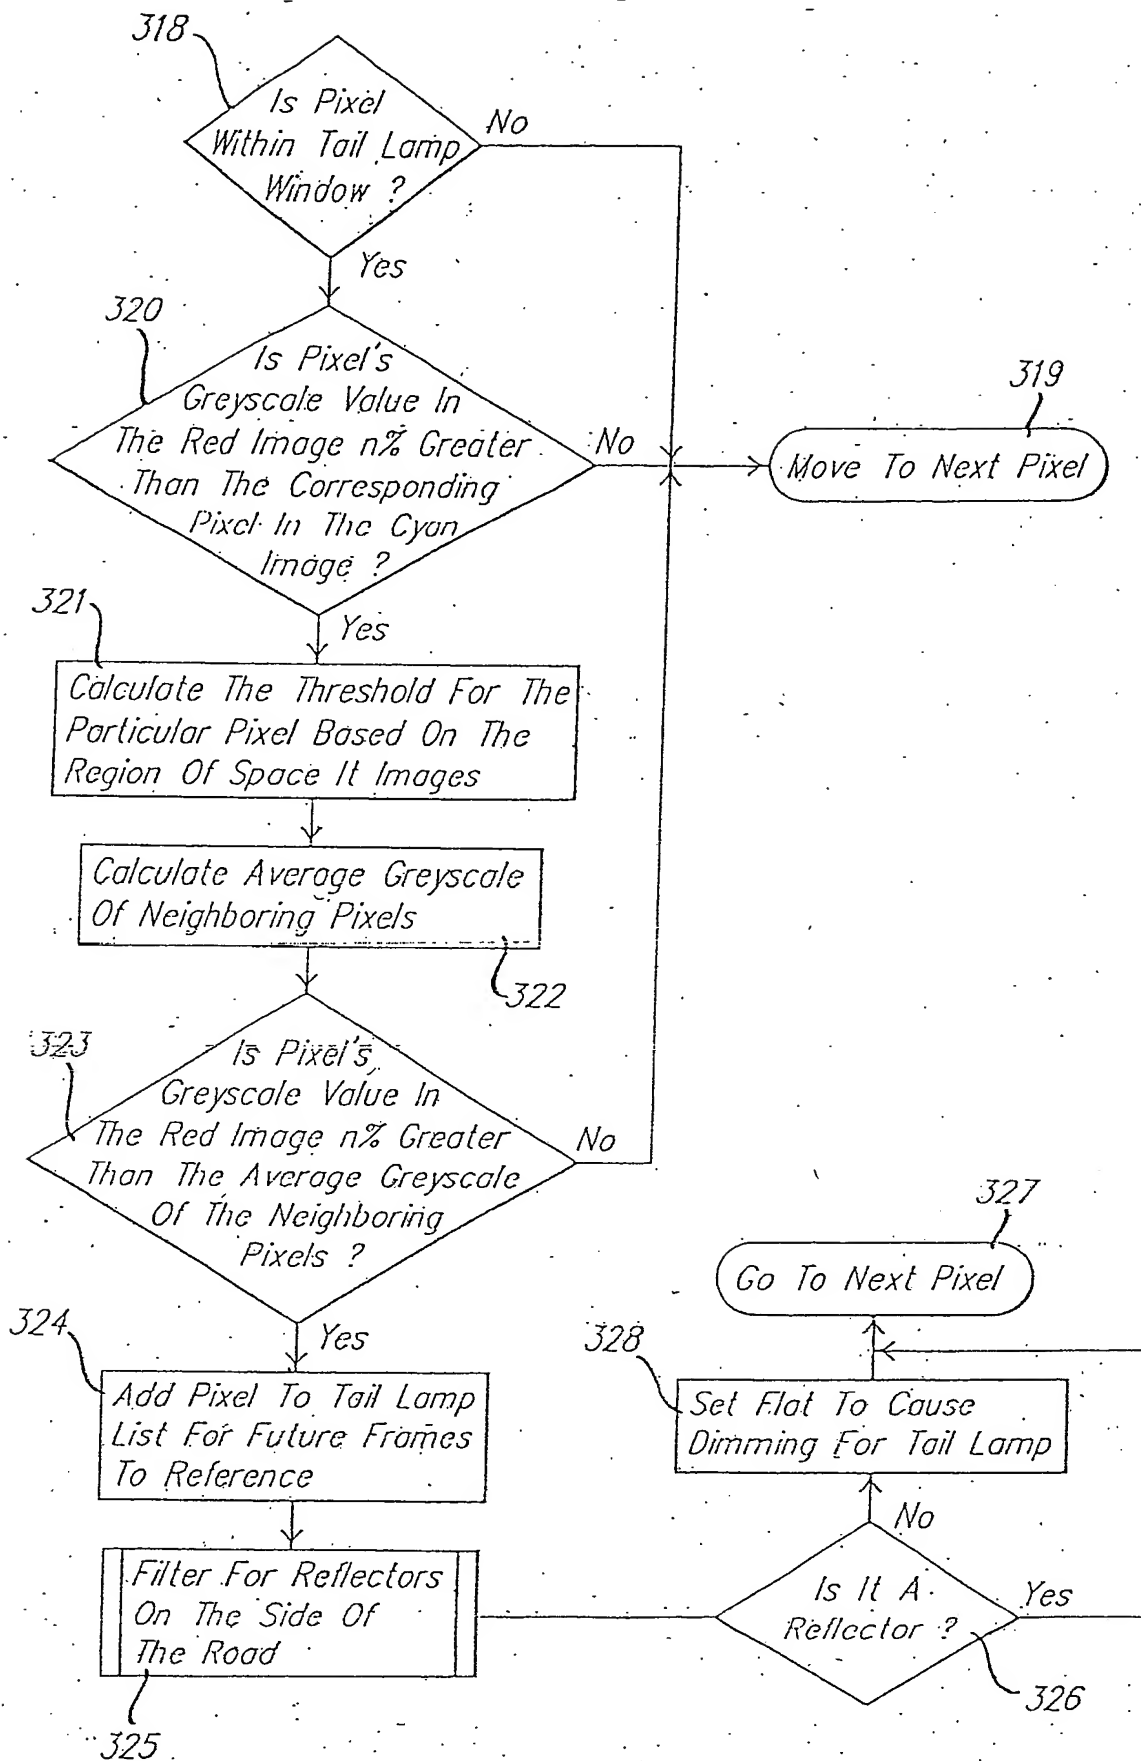 318
Is Pixel
Within Tail Lamp
Window ?
No
Yes
320
Is Pixel's
Greyscale Value In
The Red Image n% Greater
Than The Corresponding
Pixel In The Cyan
Image ?
No
319
Move To Next Pixel
Yes
321
Calculate The Threshold For The
Particular Pixel Based On The
Region Of Space It Images
Calculate Average Greyscale
Of Neighboring Pixels
322
323
Is Pixel's
Greyscale Value In
The Red Image n% Greater
Than The Average Greyscale
Of The Neighboring
Pixels ?
No
Yes
324
Add Pixel To Tail Lamp
List For Future Frames
To Reference
Filter For Reflectors
On The Side Of
The Road
325
327
Go To Next Pixel
328
Set Flat To Cause
Dimming For Tail Lamp
No
Is It A
Reflector ?
Yes
326